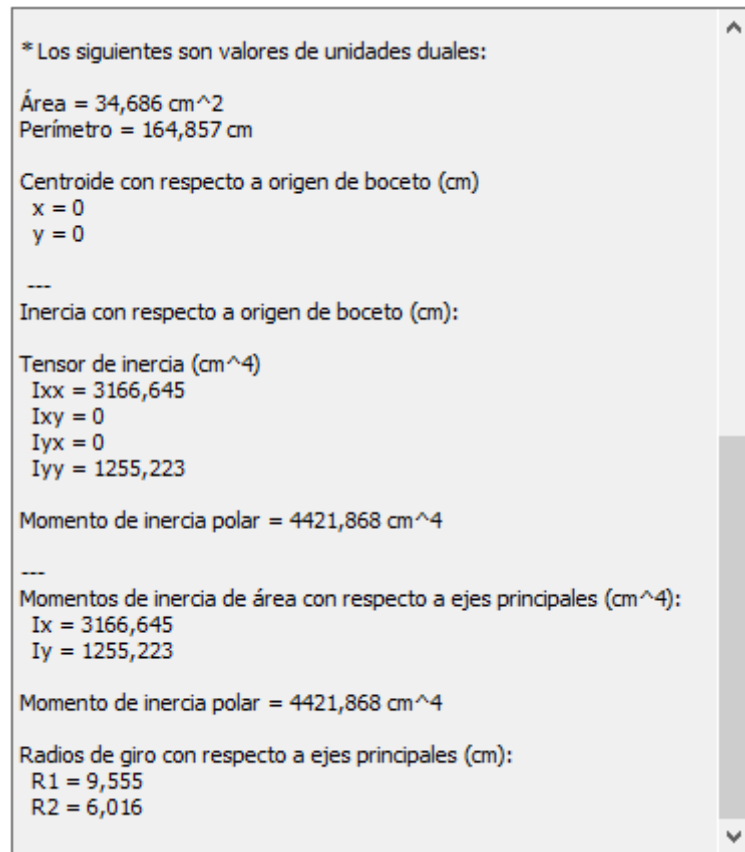 * Los siguientes son valores de unidades duales:
Área = 34,686 cm^2
Perímetro = 164,857 cm
Centroide con respecto a origen de boceto (cm)
x = 0
y = 0
---
Inercia con respecto a origen de boceto (cm):
Tensor de inercia (cm^4)
Ixx = 3166,645
Ixy = 0
Iyx = 0
Iyy = 1255,223
Momento de inercia polar = 4421,868 cm^4
---
Momentos de inercia de área con respecto a ejes principales (cm^4):
Ix = 3166,645
Iy = 1255,223
Momento de inercia polar = 4421,868 cm^4
Radios de giro con respecto a ejes principales (cm):
R1 = 9,555
R2 = 6,016